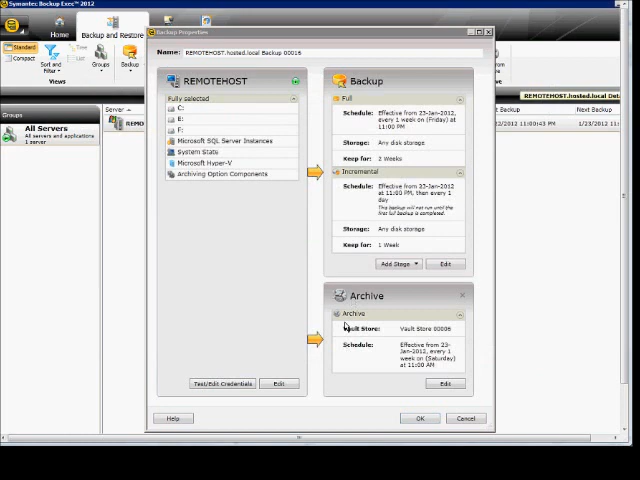 Symantec Backup Exec™ 2012
Home
Backup and Restore
Backup Properties
Standard
Compact
Sort and
Filter
Tree
List
Groups
Backup
Views
Name: REMOTEHOST.hosted.local Backup 00016
REMOTEHOST.hosted.local Det
Groups
All Servers
All servers and applications
1 server
Server
REMO
Backup
Next Backup
2012 11:00:43 PM
1/23/2012 11:00
REMOTEHOST
Fully selected
C:
E:
F:
Microsoft SQL Server Instances
System State
Microsoft Hyper-V
Archiving Option Components
Test/Edit Credentials
Edit
Backup
Full
Schedule: Effective from 23-Jan-2012, every 1 week on (Friday) at 11:00 PM
Storage: Any disk storage
Keep for: 2 Weeks
Incremental
Schedule: Effective from 23-Jan-2012
at 11:00 PM, then every 1
day
This backup will not run until the
first full backup is completed.
Storage: Any disk storage
Keep for: 1 Week
Add Stage
Edit
Archive
Archive
Vault Store: Vault Store 00006
Schedule: Effective from 23-
Jan-2012, every 1
week on (Saturday)
at 11:00 AM
Edit
Help
OK
Cancel